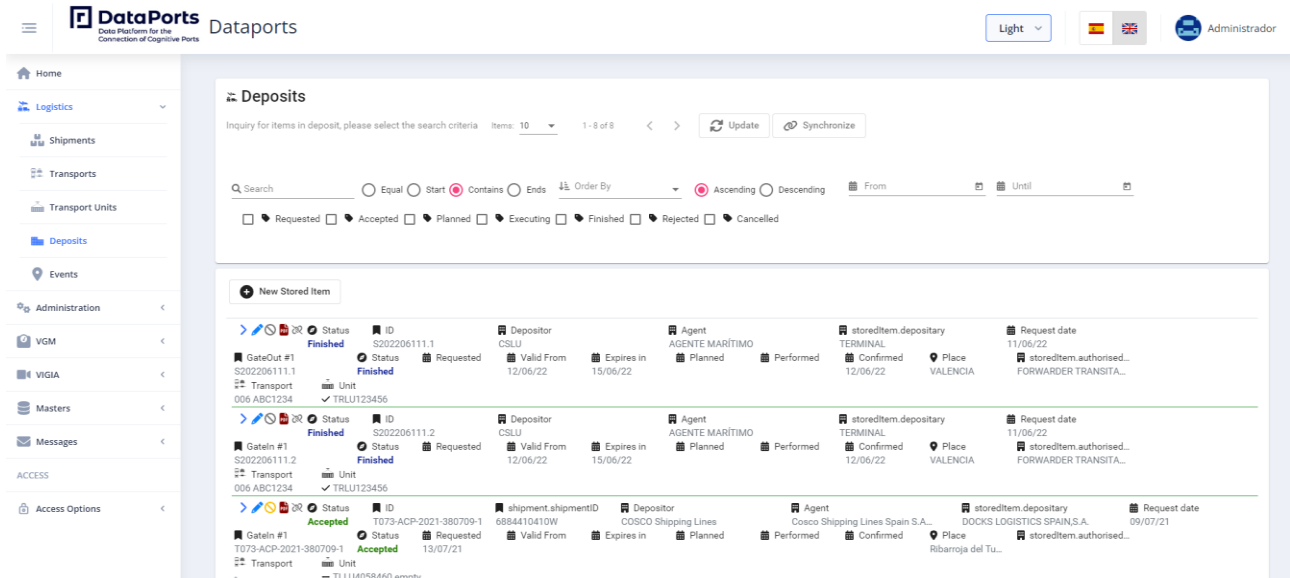 DataPorts
Data Platform for the
Connection of Cognitive Ports
Dataports
Light
Administrador
Home
Logistics
Shipments
Transports
Transport Units
Deposits
Events
Administration
VGM
VIGIA
Masters
Messages
ACCESS
Access Options
Deposits
Inquiry for items in deposit, please select the search criteria Items: 10 1 - 8 of 8 Update Synchronize
Search Equal Start Contains Ends Order By Ascending Descending From Until
Requested Accepted Planned Executing Finished Rejected Cancelled
New Stored Item
Status ID Depositor Agent storedItem.depositary Request date
Finished S202206111.1 CSLU AGENTE MARÍTIMO TERMINAL 11/06/22
GateOut #1 Status Requested Valid From Expires in Planned Performed Confirmed Place storedItem.authorised...
S202206111.1 Finished 12/06/22 15/06/22 12/06/22 VALENCIA FORWARDER TRANSITA...
Transport Unit
006 ABC1234 TRLU123456
Status ID Depositor Agent storedItem.depositary Request date
Finished S202206111.2 CSLU AGENTE MARÍTIMO TERMINAL 11/06/22
GateIn #1 Status Requested Valid From Expires in Planned Performed Confirmed Place storedItem.authorised...
S202206111.2 Finished 12/06/22 15/06/22 12/06/22 VALENCIA FORWARDER TRANSITA...
Transport Unit
006 ABC1234 TRLU123456
Status ID shipment.shipmentID Depositor Agent storedItem.depositary Request date
Accepted T073-ACP-2021-380709-1 6884410410W COSCO Shipping Lines Cosco Shipping Lines Spain S.A... DOCKS LOGISTICS SPAIN,S.A. 09/07/21
GateIn #1 Status Requested Valid From Expires in Planned Performed Confirmed Place storedItem.authorised...
T073-ACP-2021-380709-1 Accepted 13/07/21 Ribarroja del Tu...
Transport Unit
TLLU4058460 empty